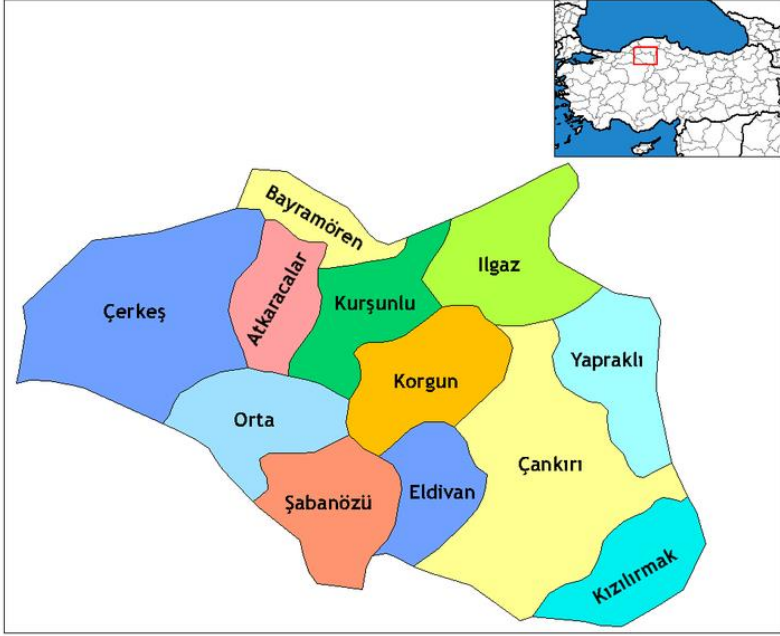 Bayramören
Ilgaz
Çerkeş
Atkaracalar
Kurşunlu
Yapraklı
Korgun
Orta
Çankırı
Şabanözü
Eldivan
Kızılırmak